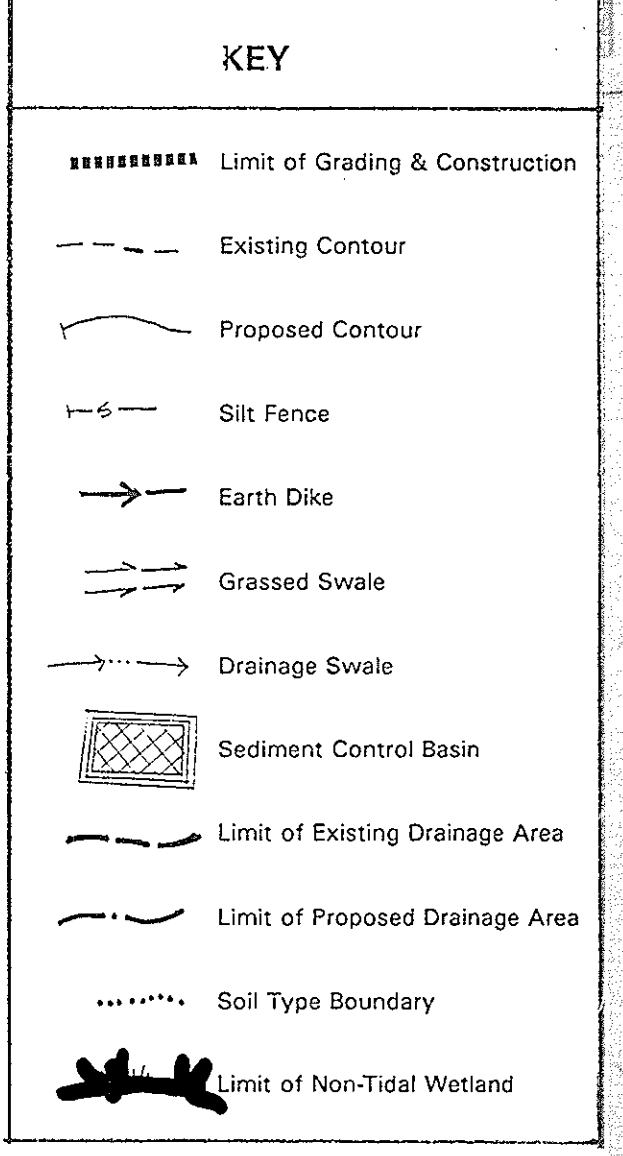 KEY
Limit of Grading & Construction
Existing Contour
Proposed Contour
S
Silt Fence
Earth Dike
Grassed Swale
Drainage Swale
Sediment Control Basin
Limit of Existing Drainage Area
Limit of Proposed Drainage Area
Soil Type Boundary
Limit of Non-Tidal Wetland